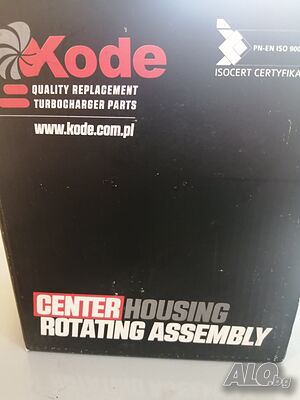 Kode
QUALITY REPLACEMENT
TURBOCHARGER PARTS
www.kode.com.pl
PN-EN ISO 900
ISOCERT CERTYFIKA
CENTER HOUSING
ROTATING ASSEMBLY
ALO.bg